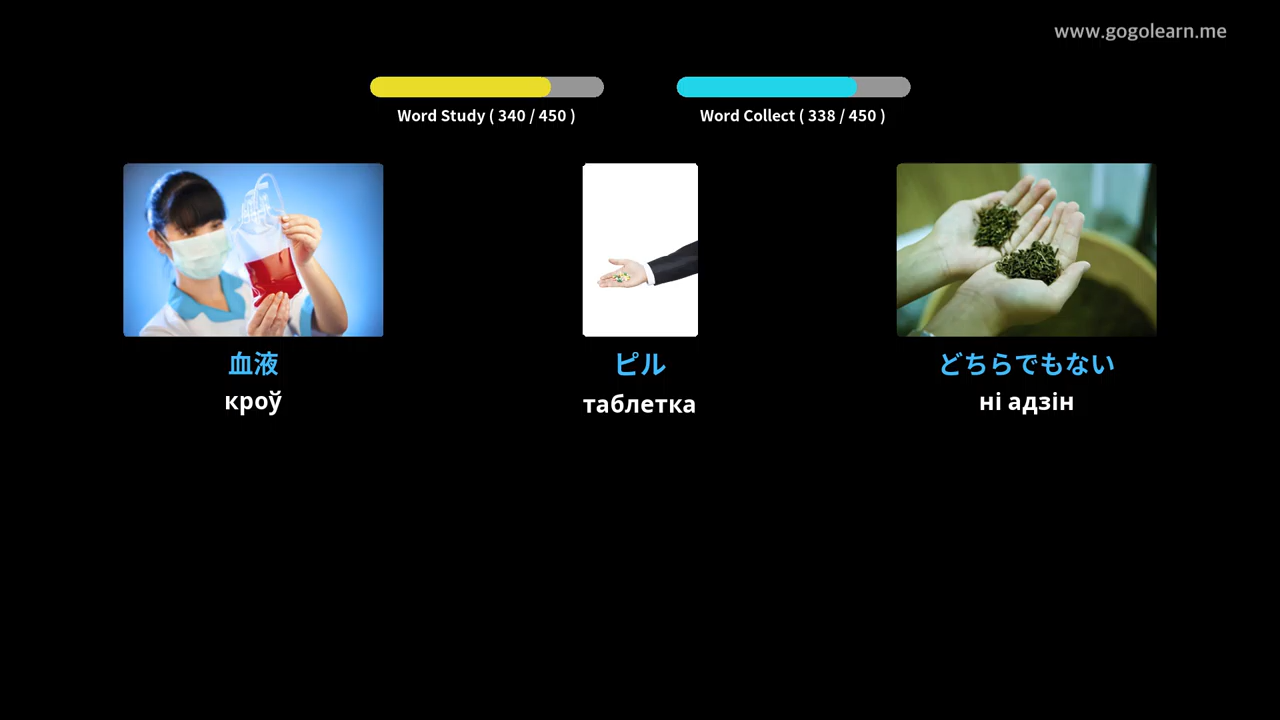 www.gogolearn.me
Word Study ( 340 / 450 )
Word Collect ( 338 / 450 )
血液
ピル
どちらでもない
кроў
таблетка
ні адзін